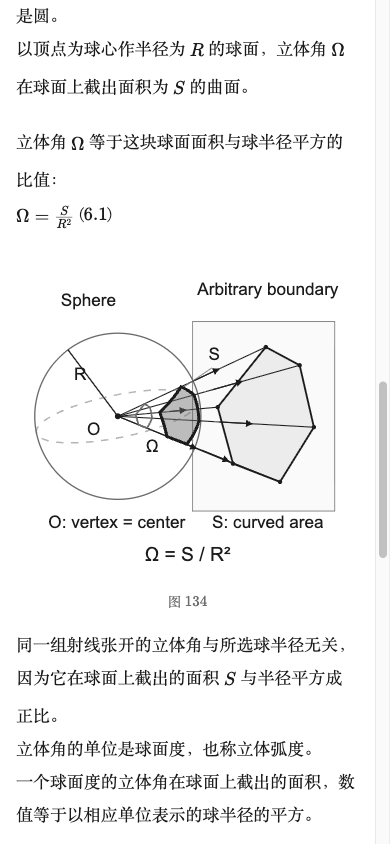 是圆。
以顶点为球心作半径为 R 的球面，立体角 Ω
在球面上截出面积为 S 的曲面。
立体角 Ω 等于这块球面面积与球半径平方的
比值：
Ω = S/R² (6.1)
Sphere
Arbitrary boundary
S
R
O
Ω
O: vertex = center
S: curved area
Ω = S / R²
图 134
同一组射线张开的立体角与所选球半径无关，
因为它在球面上截出的面积 S 与半径平方成
正比。
立体角的单位是球面度，也称立体弧度。
一个球面度的立体角在球面上截出的面积，数
值等于以相应单位表示的球半径的平方。